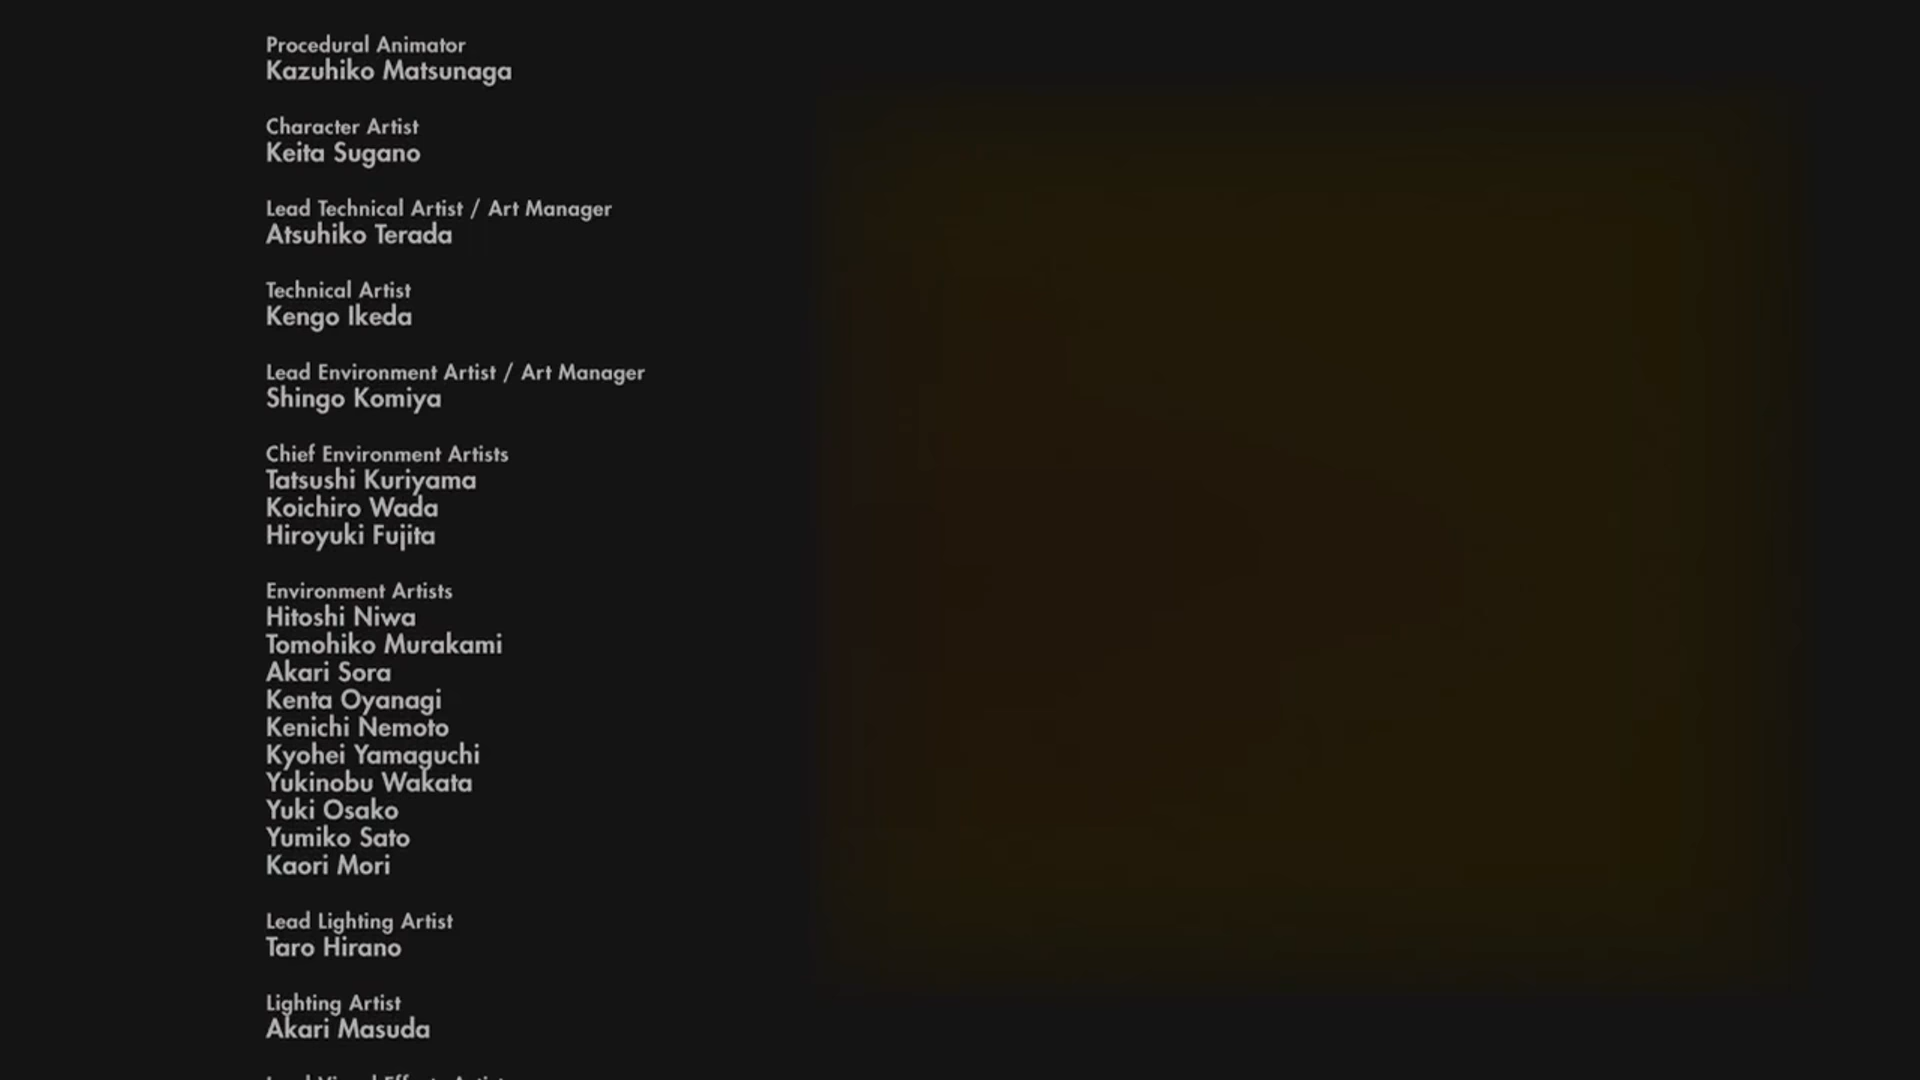 Procedural Animator
Kazuhiko Matsunaga
Character Artist
Keita Sugano
Lead Technical Artist / Art Manager
Atsuhiko Terada
Technical Artist
Kengo Ikeda
Lead Environment Artist / Art Manager
Shingo Komiya
Chief Environment Artists
Tatsushi Kuriyama
Koichiro Wada
Hiroyuki Fujita
Environment Artists
Hitoshi Niwa
Tomohiko Murakami
Akari Sora
Kenta Oyanagi
Kenichi Nemoto
Kyohei Yamaguchi
Yukinobu Wakata
Yuki Osako
Yumiko Sato
Kaori Mori
Lead Lighting Artist
Taro Hirano
Lighting Artist
Akari Masuda